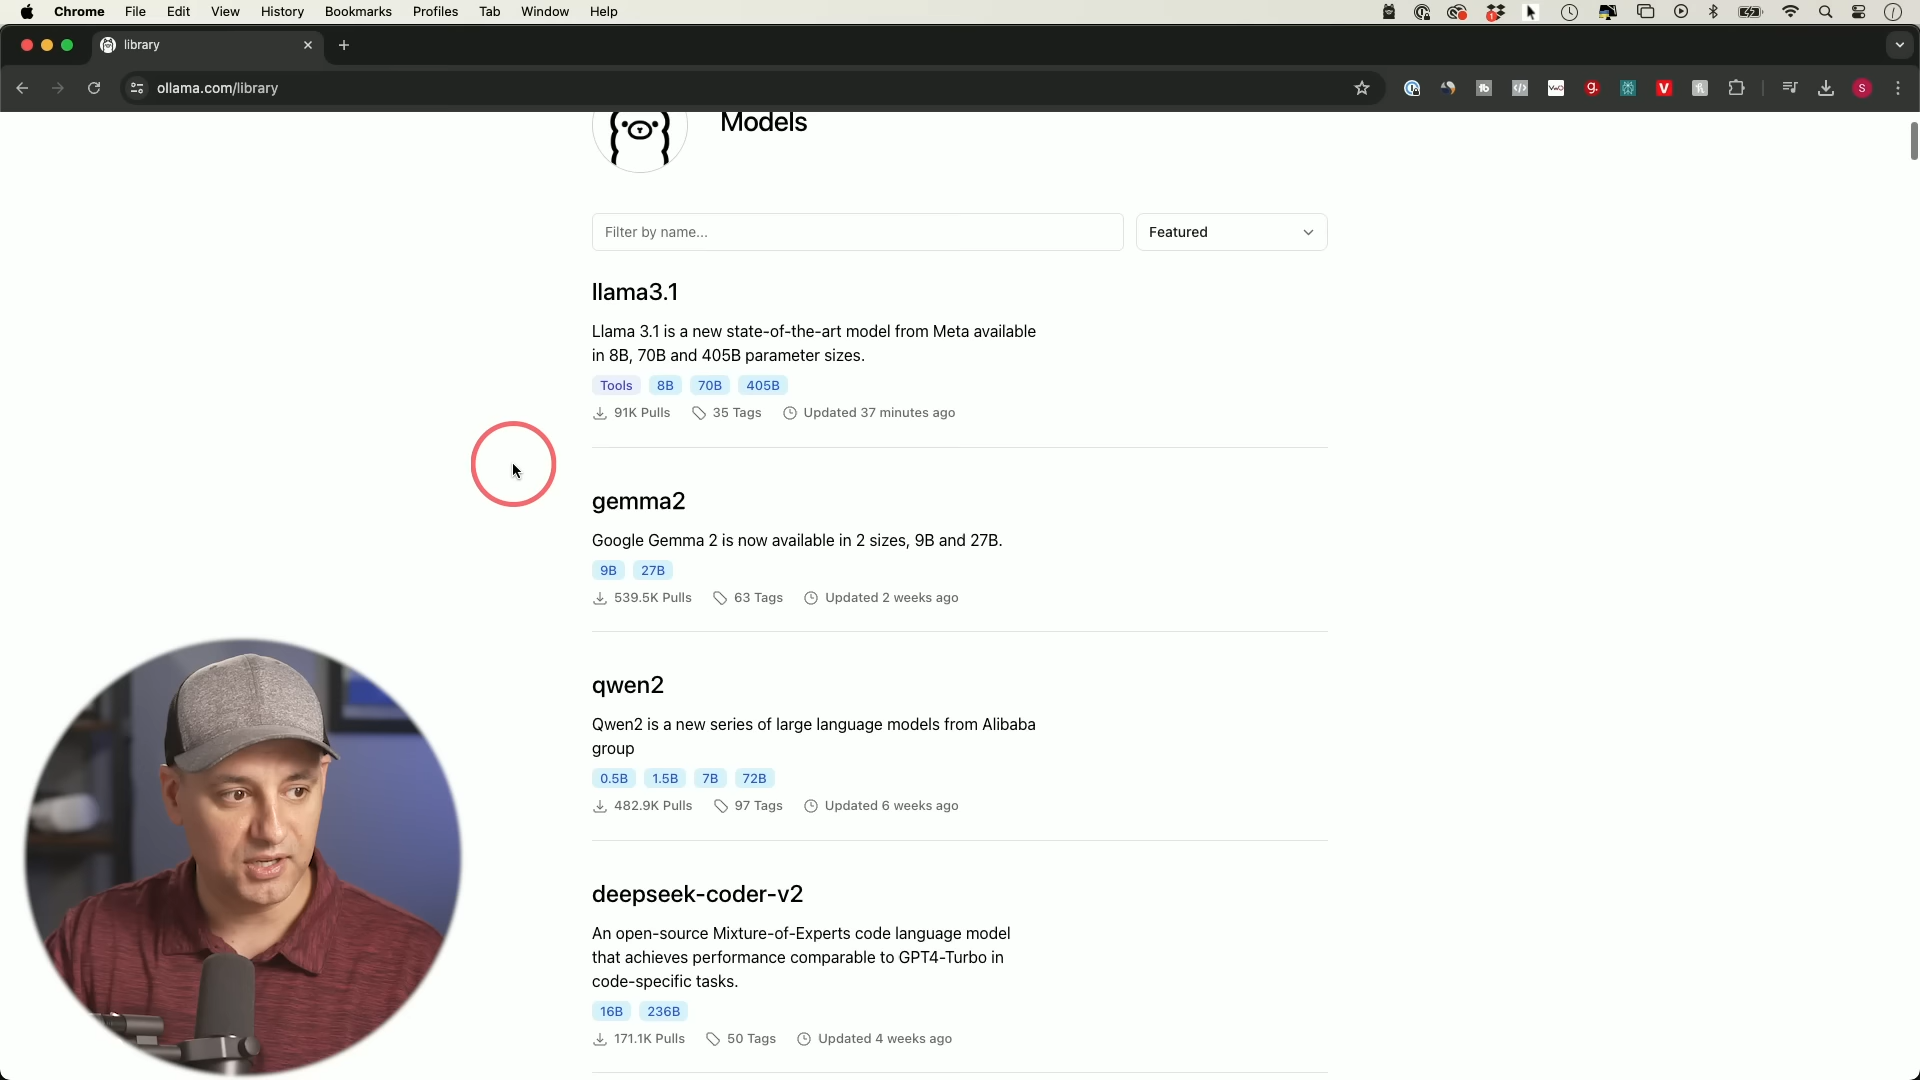 Chrome File Edit View History Bookmarks Profiles Tab Window Help
library
ollama.com/library
S
Models
Filter by name...
Featured
llama3.1
Llama 3.1 is a new state-of-the-art model from Meta available
in 8B, 70B and 405B parameter sizes.
Tools 8B 70B 405B
91K Pulls 35 Tags Updated 37 minutes ago
gemma2
Google Gemma 2 is now available in 2 sizes, 9B and 27B.
9B 27B
539.5K Pulls 63 Tags Updated 2 weeks ago
qwen2
Qwen2 is a new series of large language models from Alibaba
group
0.5B 1.5B 7B 72B
482.9K Pulls 97 Tags Updated 6 weeks ago
deepseek-coder-v2
An open-source Mixture-of-Experts code language model
that achieves performance comparable to GPT4-Turbo in
code-specific tasks.
16B 236B
171.1K Pulls 50 Tags Updated 4 weeks ago